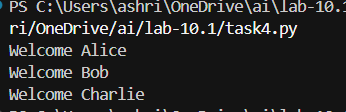 PS C:\Users\ashri\OneDrive\ai\lab-10.1
ri/OneDrive/ai/lab-10.1/task4.py
Welcome Alice
Welcome Bob
Welcome Charlie